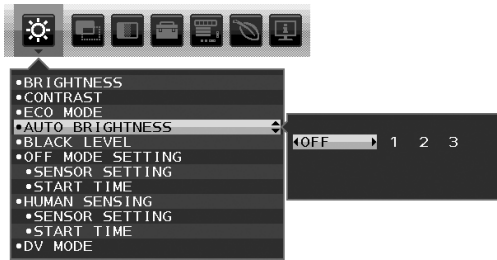 •BRIGHTNESS
•CONTRAST
•ECO MODE
•AUTO BRIGHTNESS
OFF 1 2 3
•BLACK LEVEL
•OFF MODE SETTING
•SENSOR SETTING
•START TIME
•HUMAN SENSING
•SENSOR SETTING
•START TIME
•DV MODE